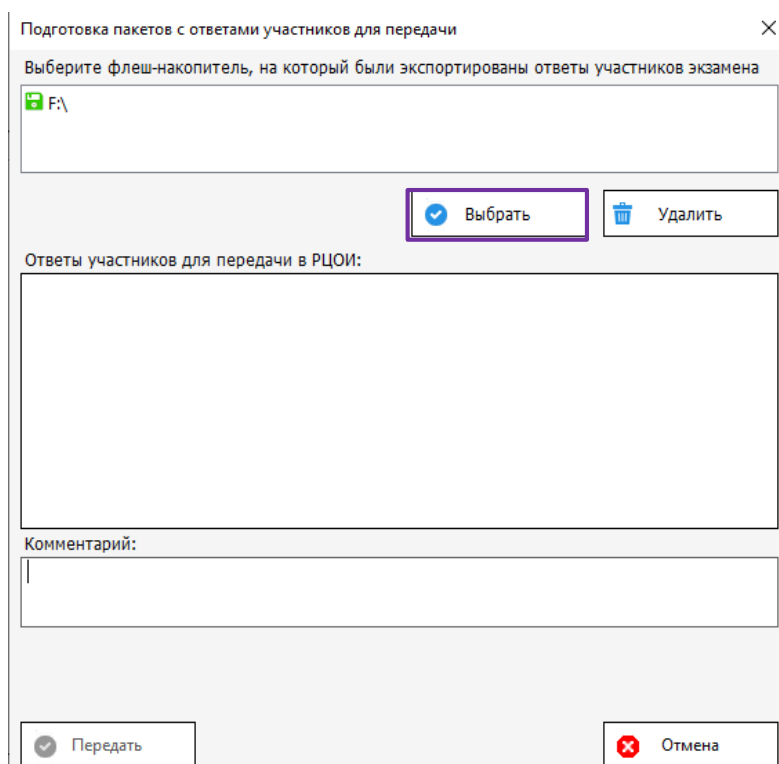 Подготовка пакетов с ответами участников для передачи
Выберите флеш-накопитель, на который были экспортированы ответы участников экзамена
F:\
Выбрать
Удалить
Ответы участников для передачи в РЦОИ:
Комментарий:
Передать
Отмена